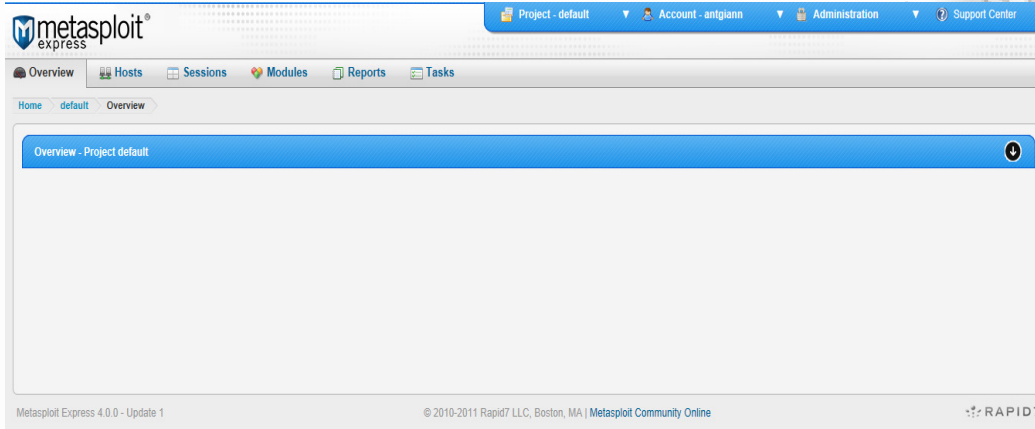 metasploit®
express
Project - default
Account - antgiann
Administration
Support Center
Overview
Hosts
Sessions
Modules
Reports
Tasks
Home
default
Overview
Overview - Project default
Metasploit Express 4.0.0 - Update 1
© 2010-2011 Rapid7 LLC, Boston, MA | Metasploit Community Online
RAPID7